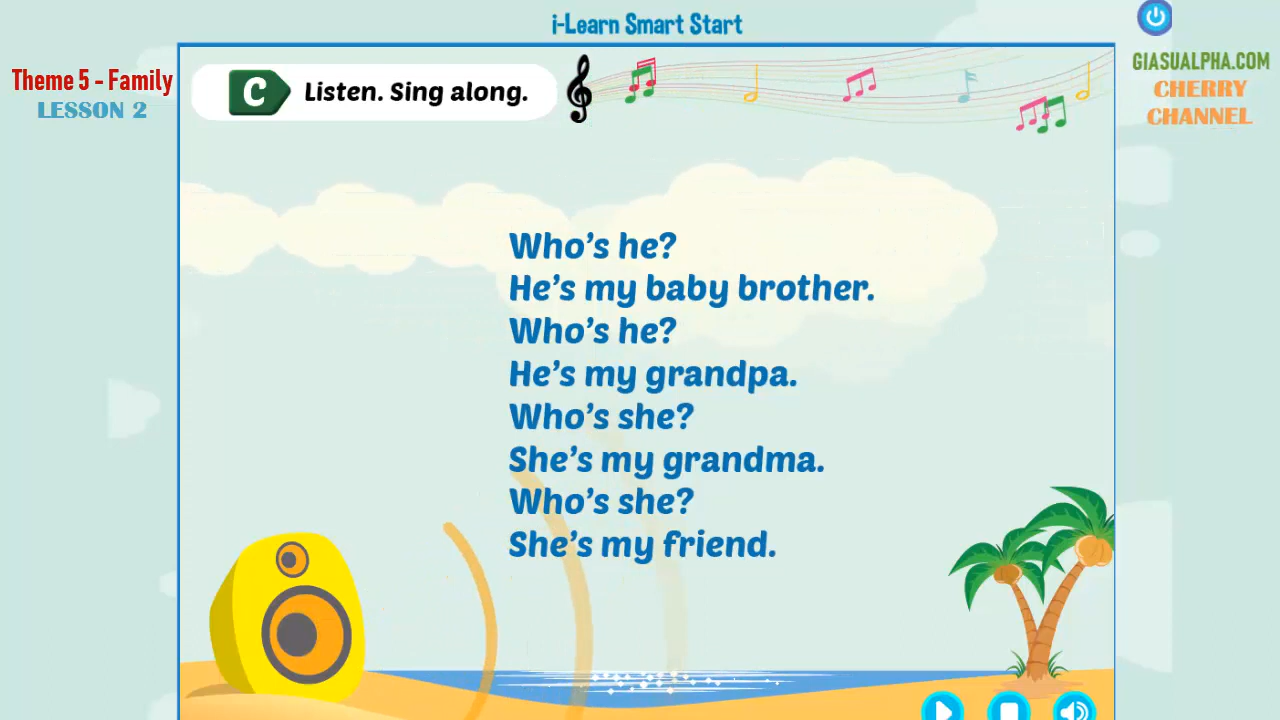 i-Learn Smart Start
Theme 5 - Family
LESSON 2
C Listen. Sing along.
GIASUALPHA.COM
CHERRY
CHANNEL
Who's he?
He's my baby brother.
Who's he?
He's my grandpa.
Who's she?
She's my grandma.
Who's she?
She's my friend.